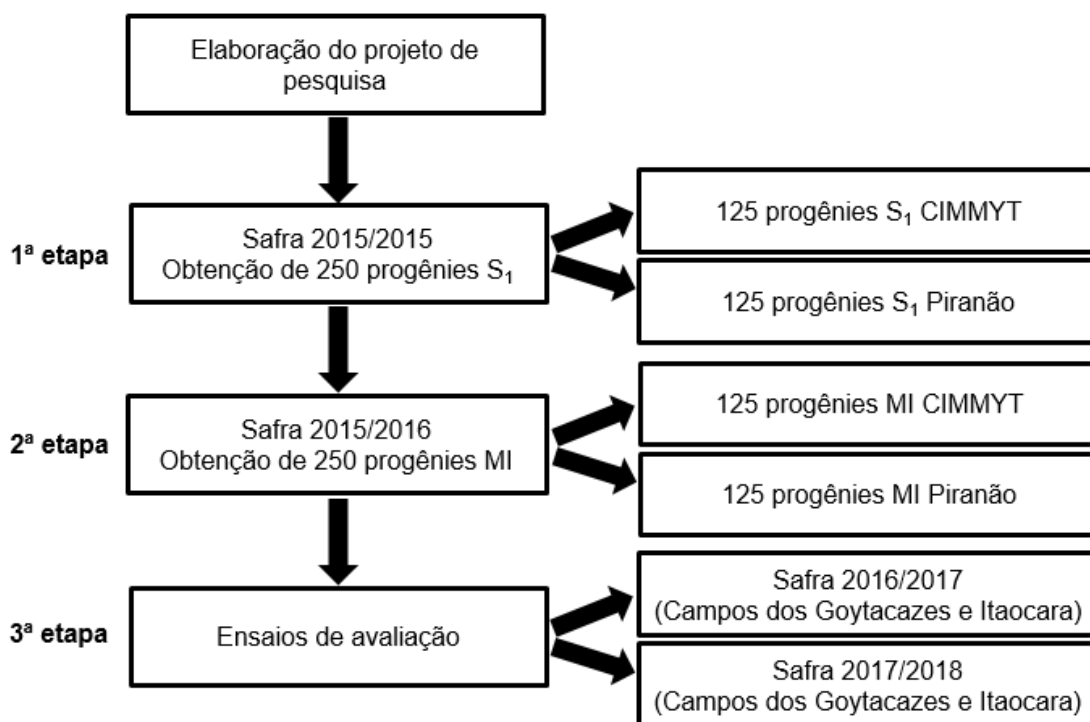 Elaboração do projeto de
pesquisa
1ª etapa
Safra 2015/2015
Obtenção de 250 progênies S₁
125 progênies S₁ CIMMYT
125 progênies S₁ Piranão
2ª etapa
Safra 2015/2016
Obtenção de 250 progênies MI
125 progênies MI CIMMYT
125 progênies MI Piranão
3ª etapa
Ensaios de avaliação
Safra 2016/2017
(Campos dos Goytacazes e Itaocara)
Safra 2017/2018
(Campos dos Goytacazes e Itaocara)